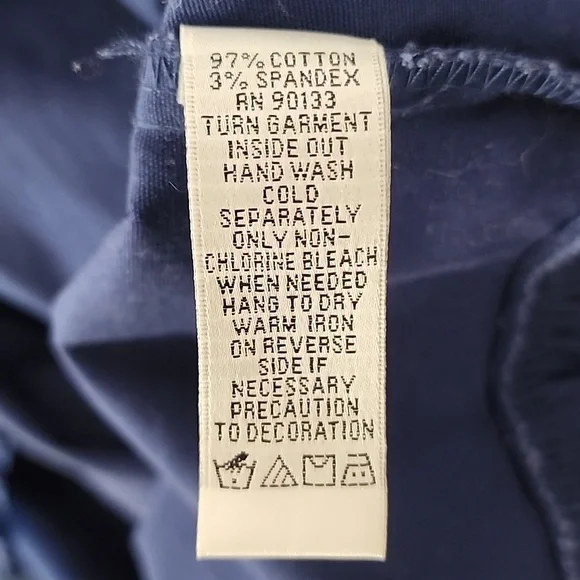 97% COTTON
3% SPANDEX
RN 90133
TURN GARMENT
INSIDE OUT
HAND WASH
COLD
SEPARATELY
ONLY NON-
CHLORINE BLEACH
WHEN NEEDED
HANG TO DRY
WARM IRON
ON REVERSE
SIDE IF
NECESSARY
PRECAUTION
TO DECORATION